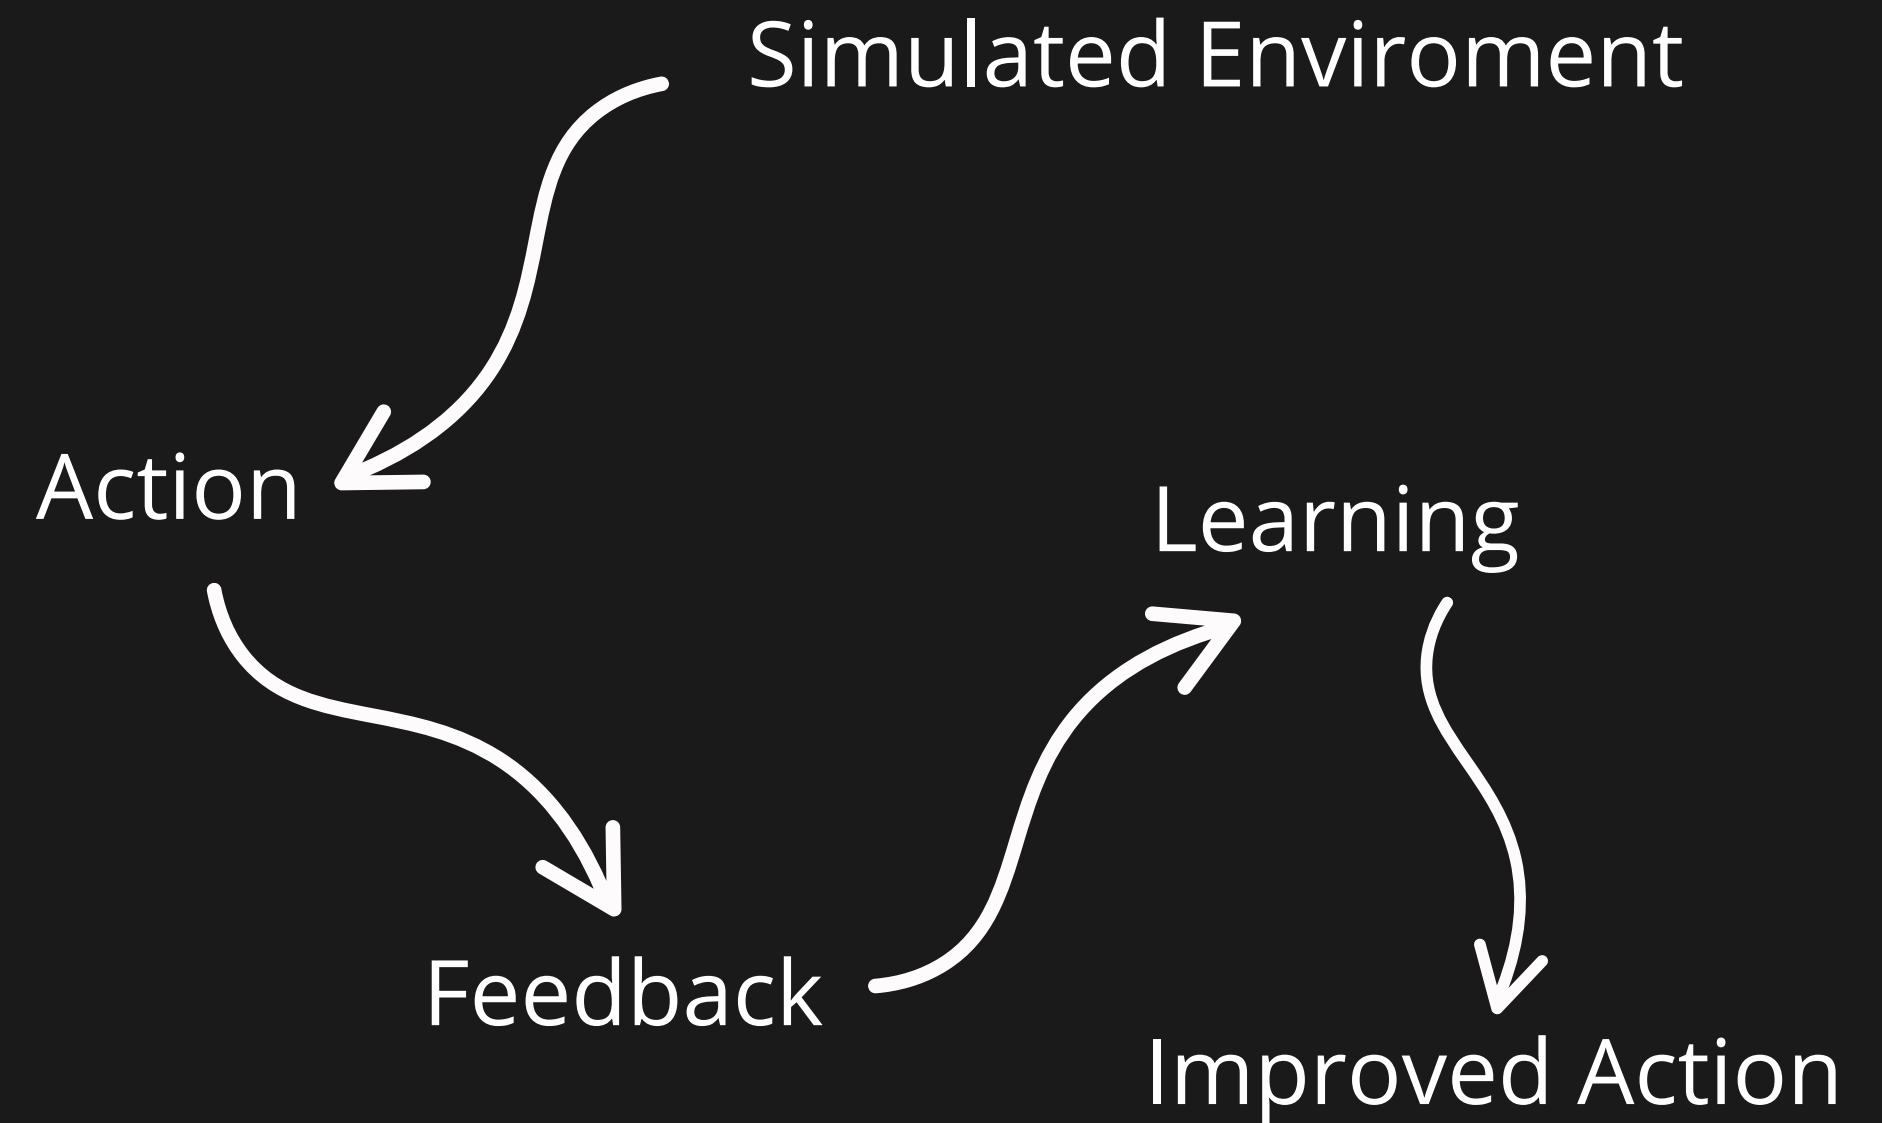 Simulated Enviroment
Action
Learning
Feedback
Improved Action